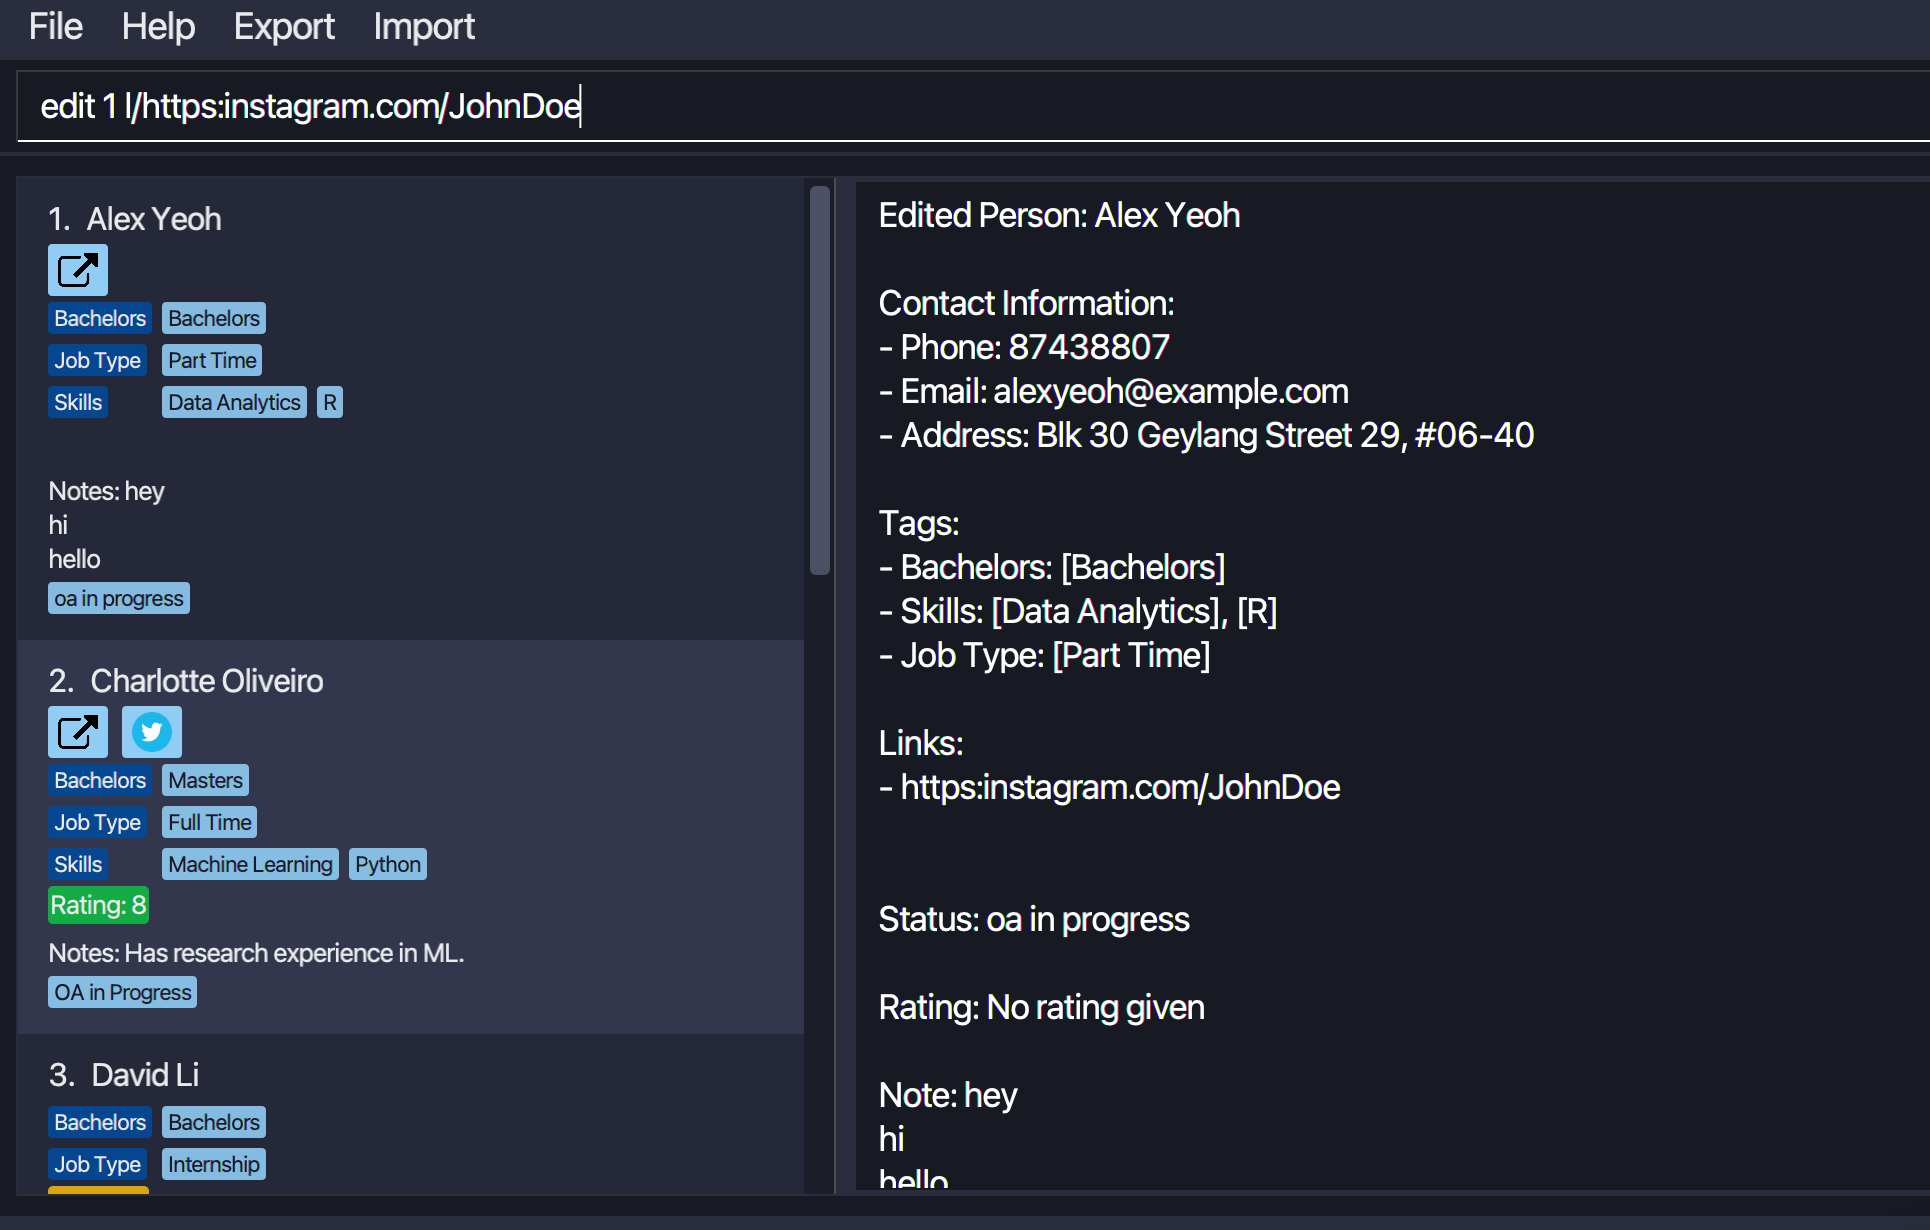 File Help Export Import
edit 1 l/https:instagram.com/JohnDoe
1. Alex Yeoh
Bachelors Bachelors
Job Type Part Time
Skills Data Analytics R
Notes: hey
hi
hello
oa in progress
2. Charlotte Oliveiro
Bachelors Masters
Job Type Full Time
Skills Machine Learning Python
Rating: 8
Notes: Has research experience in ML.
OA in Progress
3. David Li
Bachelors Bachelors
Job Type Internship
Edited Person: Alex Yeoh
Contact Information:
- Phone: 87438807
- Email: alexyeoh@example.com
- Address: Blk 30 Geylang Street 29, #06-40
Tags:
- Bachelors: [Bachelors]
- Skills: [Data Analytics], [R]
- Job Type: [Part Time]
Links:
- https:instagram.com/JohnDoe
Status: oa in progress
Rating: No rating given
Note: hey
hi
hello